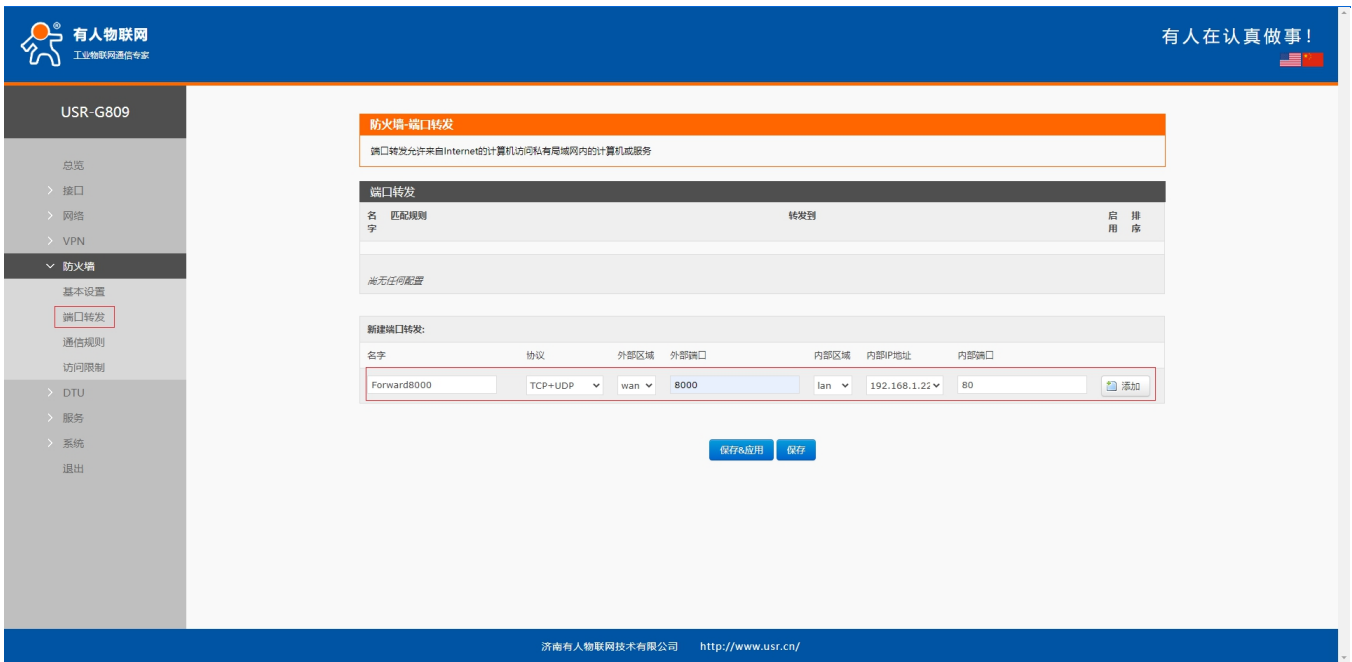 有人物联网
工业物联网通信专家
有人在认真做事!
USR-G809
总览
接口
网络
VPN
防火墙
基本设置
端口转发
通信规则
访问限制
DTU
服务
系统
退出
防火墙-端口转发
端口转发允许来自Internet的计算机访问私有局域网内的计算机或服务
端口转发
名字 匹配规则 转发到 启用 排序
尚无任何配置
新建端口转发:
名字 协议 外部区域 外部端口 内部区域 内部IP地址 内部端口
Forward8000 TCP+UDP wan 8000 lan 192.168.1.22 80 添加
保存&应用 保存
济南有人物联网技术有限公司 http://www.usr.cn/